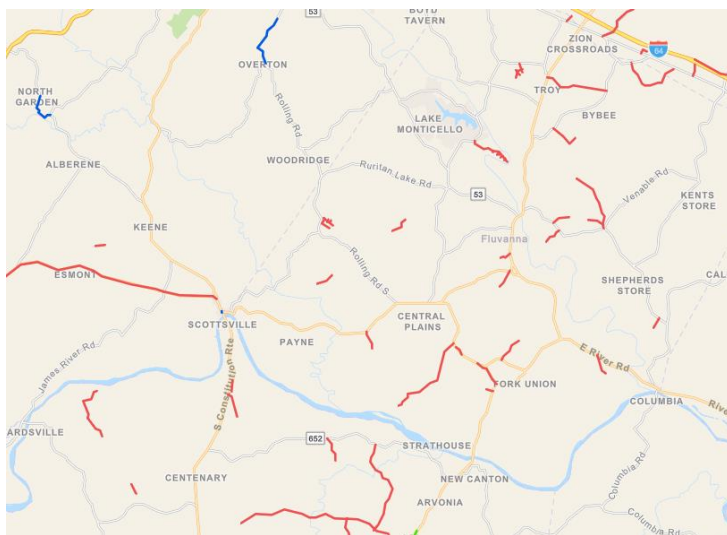 53
BOYD
TAVERN
ZION
CROSSROADS
64
OVERTON
NORTH
GARDEN
TROY
Rolling Rd
LAKE
MONTICELLO
BYBEE
WOODRIDGE
ALBERENE
Ruritan Lake Rd
53
Venable Rd
KENTS
STORE
KEENE
Fluvanna
ESMONT
Rolling Rd S
SHEPHERDS
STORE
CAL
SCOTTSVILLE
CENTRAL
PLAINS
PAYNE
James River Rd
S Constitution Rte
E River Rd
FORK UNION
COLUMBIA
River
ARDSVILLE
652
STRATHOUSE
CENTENARY
NEW CANTON
Columbia Rd
ARVONIA
Columbia Rd